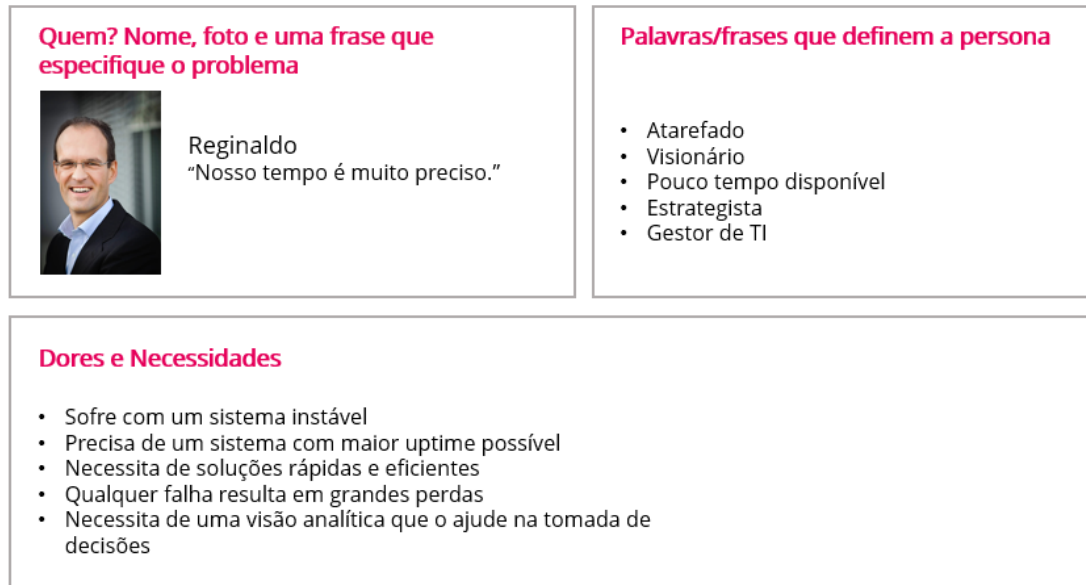 Quem? Nome, foto e uma frase que
especifique o problema
Reginaldo
“Nosso tempo é muito preciso.”
Palavras/frases que definem a persona
• Atarefado
• Visionário
• Pouco tempo disponível
• Estrategista
• Gestor de TI
Dores e Necessidades
• Sofre com um sistema instável
• Precisa de um sistema com maior uptime possível
• Necessita de soluções rápidas e eficientes
• Qualquer falha resulta em grandes perdas
• Necessita de uma visão analítica que o ajude na tomada de
decisões